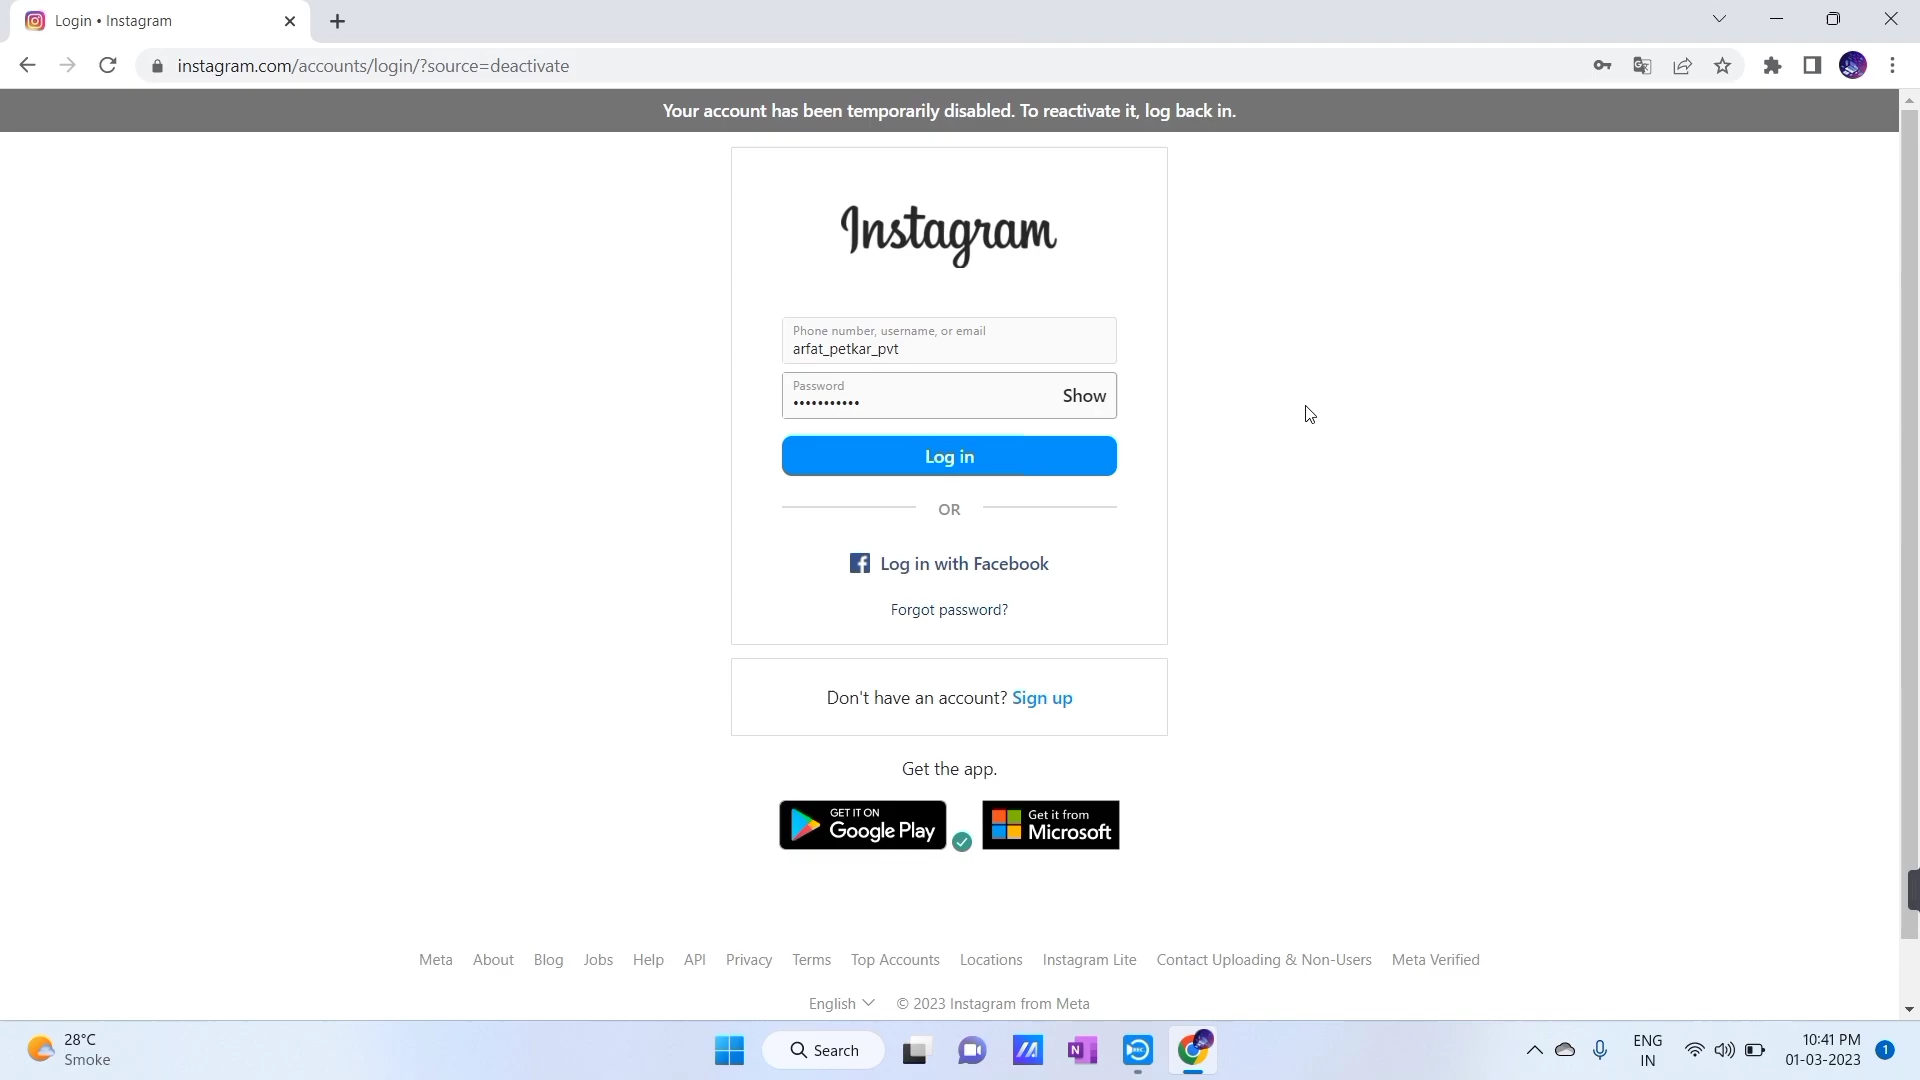 Login • Instagram
instagram.com/accounts/login/?source=deactivate
Your account has been temporarily disabled. To reactivate it, log back in.
Instagram
Phone number, username, or email
arfat_petkar_pvt
Password
•••••••••••
Show
Log in
OR
Log in with Facebook
Forgot password?
Don't have an account? Sign up
Get the app.
GET IT ON
Google Play
Get it from
Microsoft
Meta About Blog Jobs Help API Privacy Terms Top Accounts Locations Instagram Lite Contact Uploading & Non-Users Meta Verified
English © 2023 Instagram from Meta
28°C
Smoke
Search
N
REC
ENG
IN
10:41 PM
01-03-2023
1